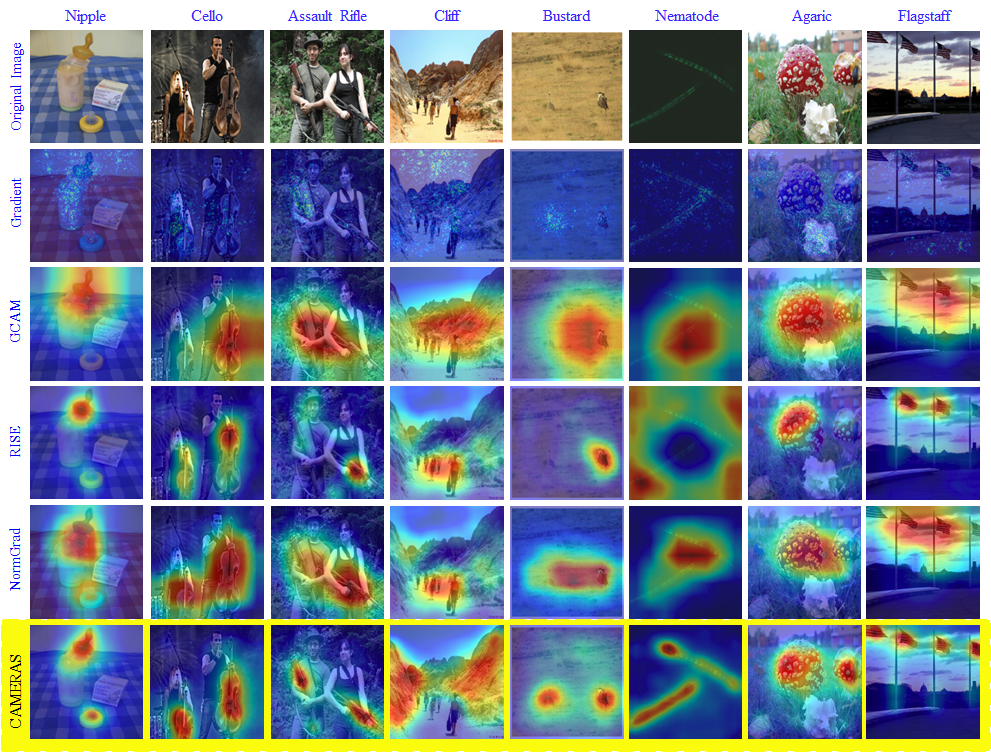 Nipple Cello Assault Rifle Cliff Bustard Nematode Agaric Flagstaff
Original Image
Gradient
GCAM
RISE
NormGrad
CAMERAS